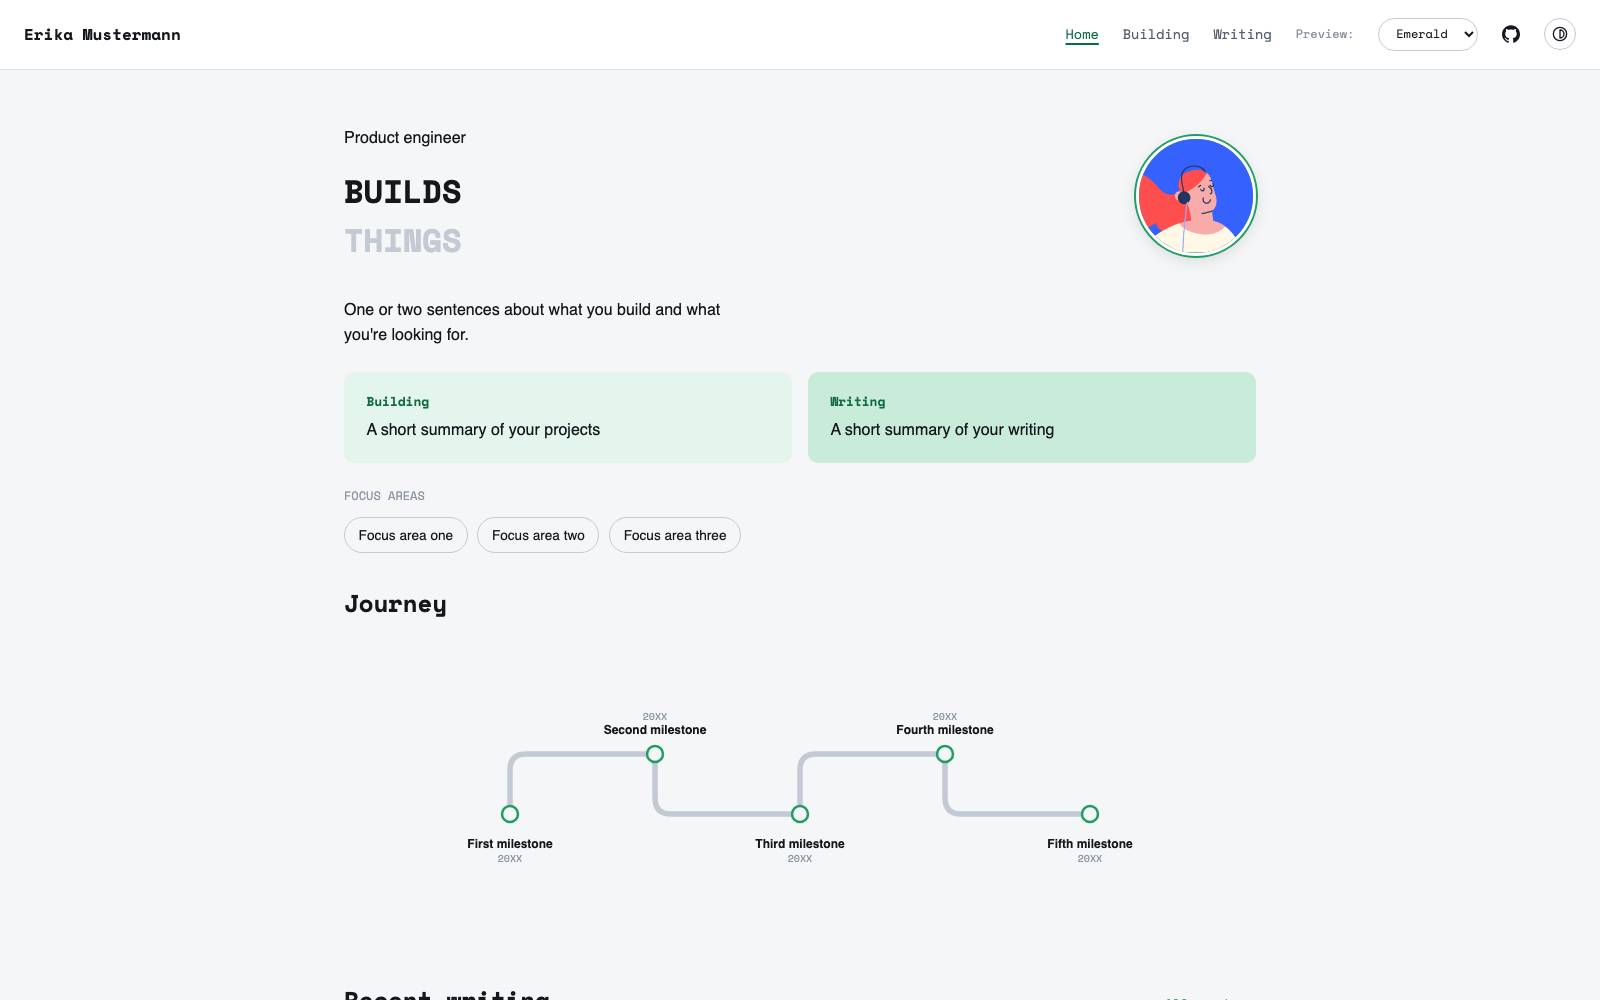 Erika Mustermann
Home
Building
Writing
Preview:
Emerald
Product engineer
BUILDS
THINGS
One or two sentences about what you build and what
you're looking for.
Building
A short summary of your projects
Writing
A short summary of your writing
FOCUS AREAS
Focus area one
Focus area two
Focus area three
Journey
20XX
Second milestone
20XX
Fourth milestone
First milestone
20XX
Third milestone
20XX
Fifth milestone
20XX
Recent writing